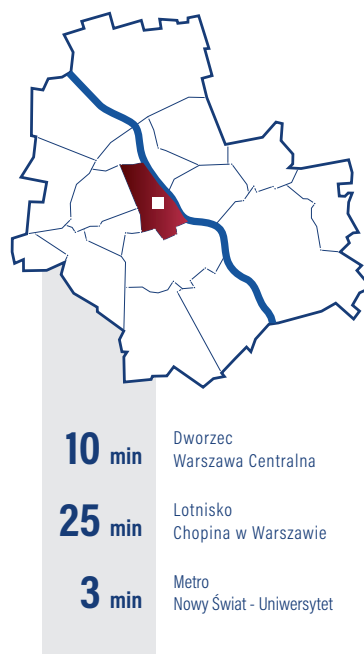 10 min
Dworzec
Warszawa Centralna
25 min
Lotnisko
Chopina w Warszawie
3 min
Metro
Nowy Świat - Uniwersytet